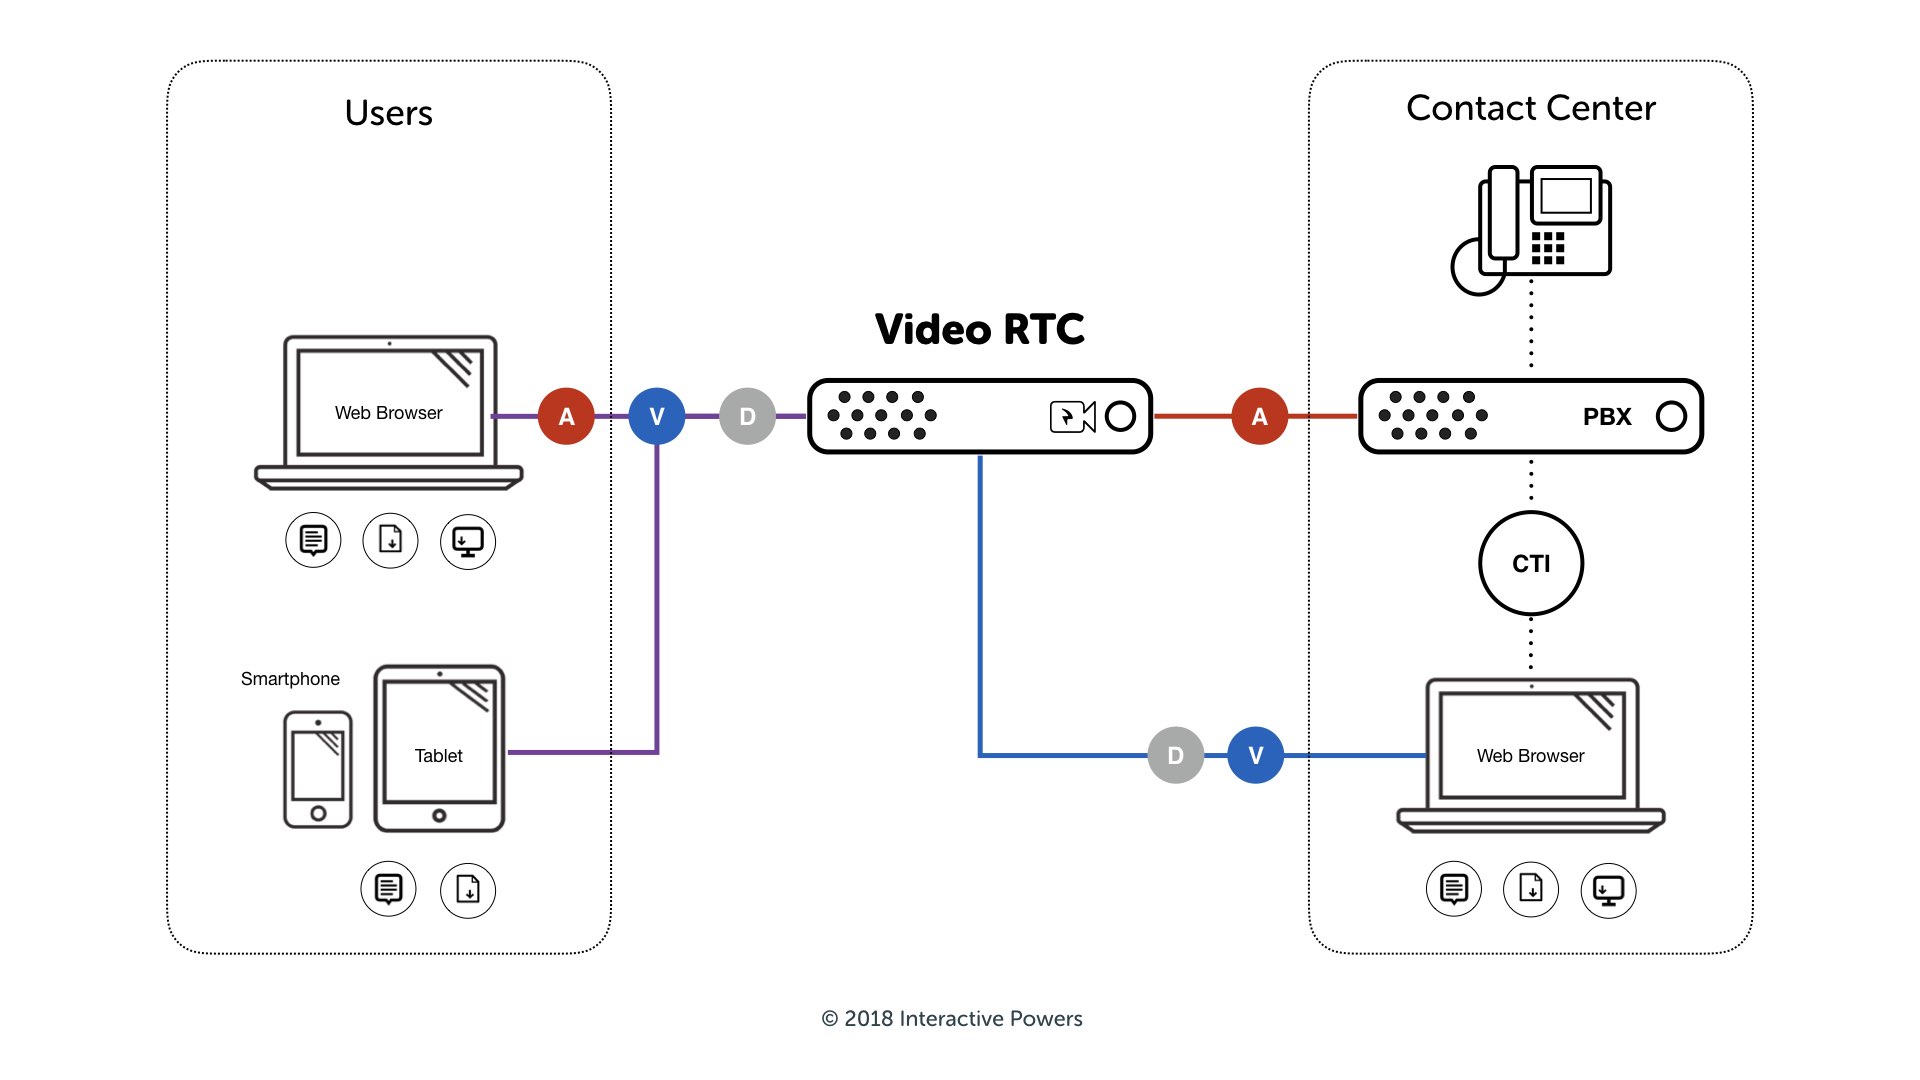 Users
Contact Center
Video RTC
Web Browser
A
V
D
A
PBX
CTI
Smartphone
Tablet
D
V
Web Browser
© 2018 Interactive Powers